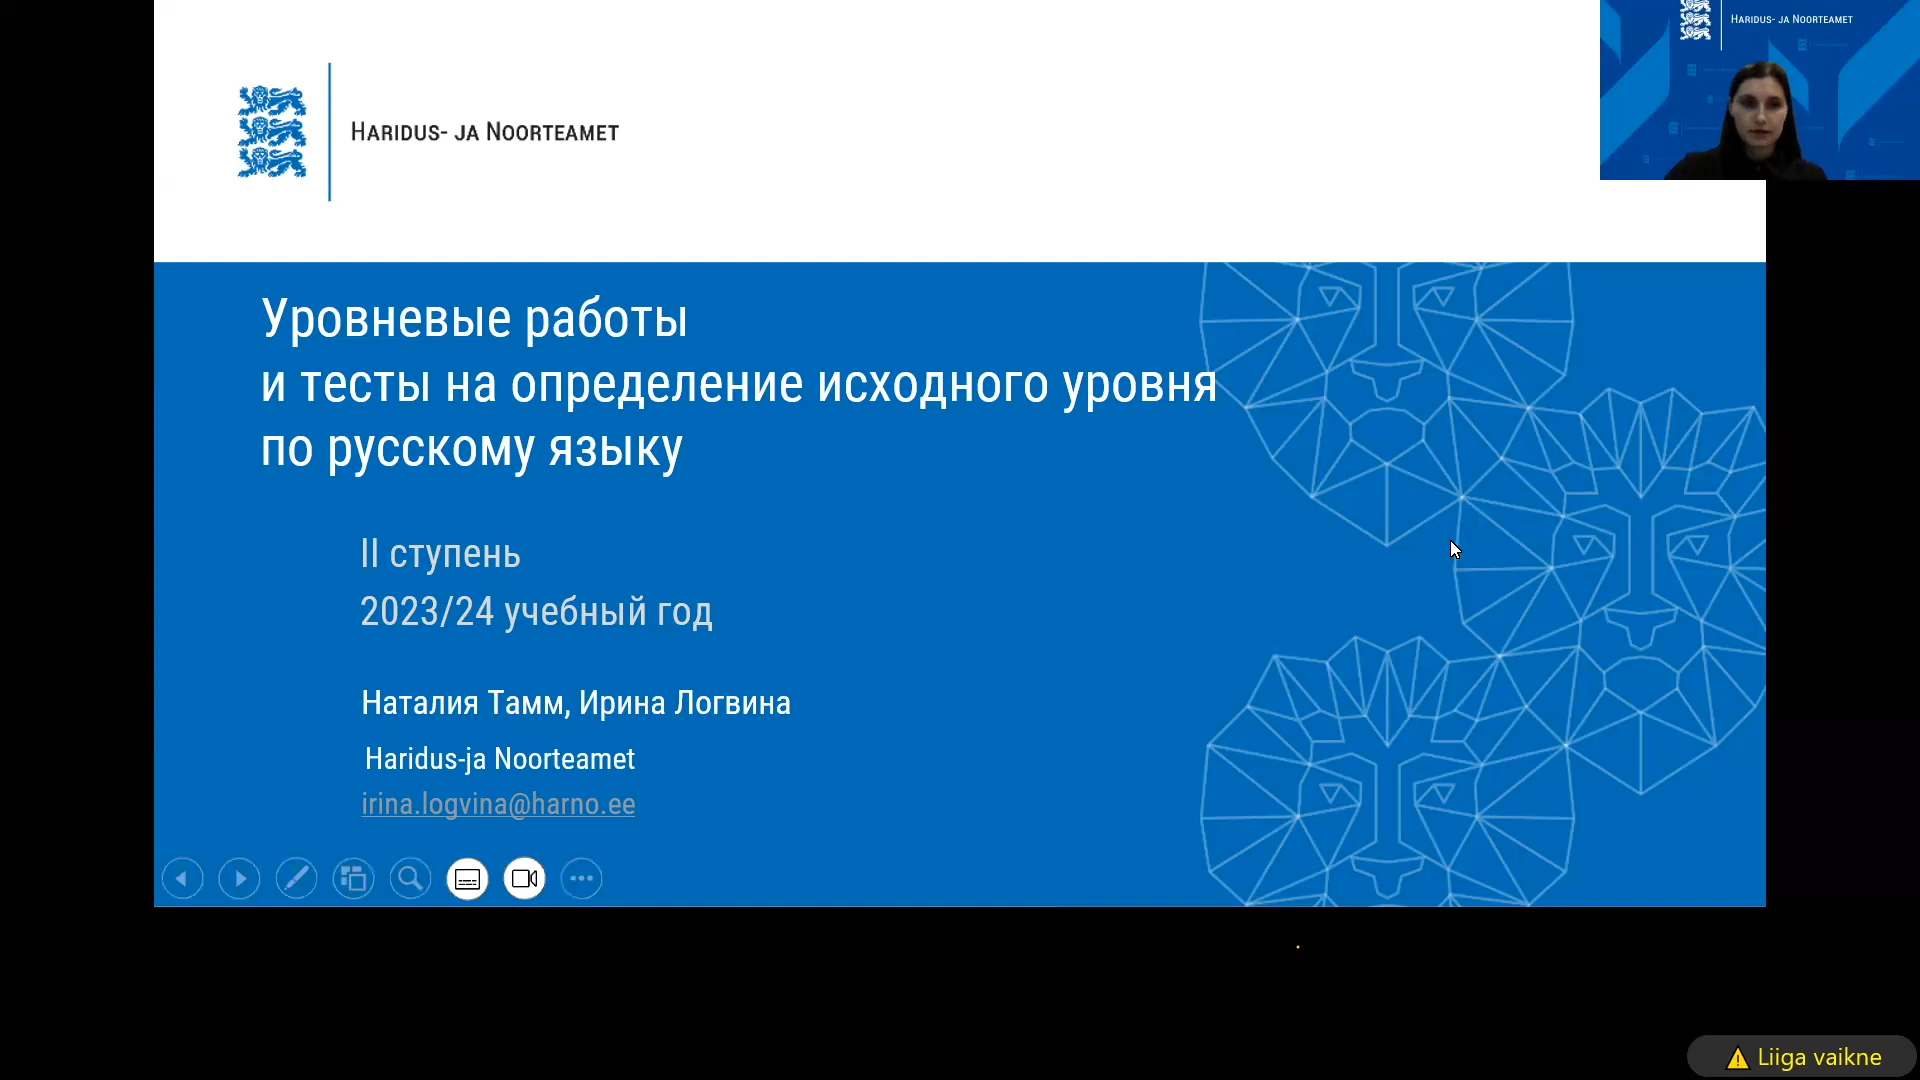 HARIDUS- JA NOORTEAMET
HARIDUS- JA NOORTEAMET
Уровневые работы
и тесты на определение исходного уровня
по русскому языку
II ступень
2023/24 учебный год
Наталия Тамм, Ирина Логвина
Haridus-ja Noorteamet
irina.logvina@harno.ee
Liiga vaikne